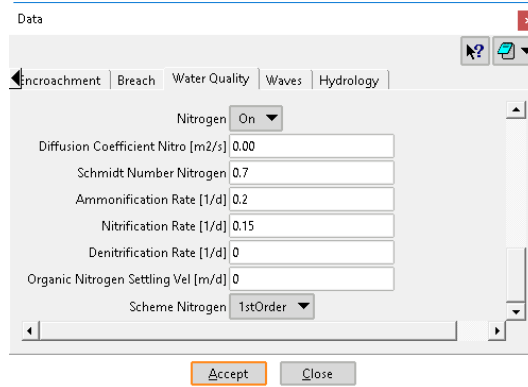 Data
Encroachment Breach Water Quality Waves Hydrology
Nitrogen On
Diffusion Coefficient Nitro [m2/s] 0.00
Schmidt Number Nitrogen 0.7
Ammonification Rate [1/d] 0.2
Nitrification Rate [1/d] 0.15
Denitrification Rate [1/d] 0
Organic Nitrogen Settling Vel [m/d] 0
Scheme Nitrogen 1stOrder
Accept Close